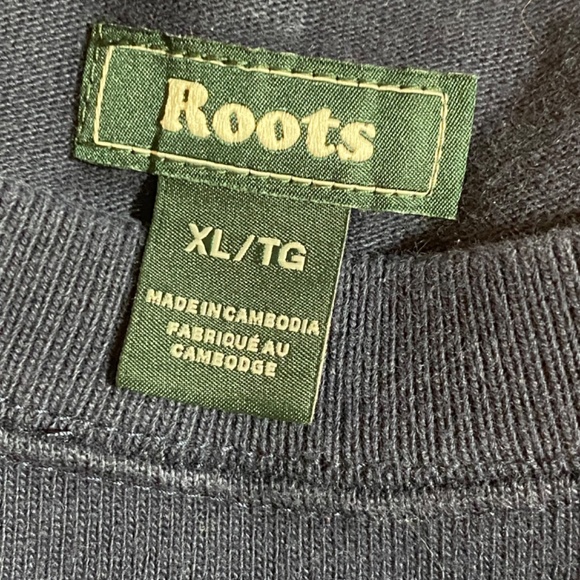 Roots
XL/TG
MADE IN CAMBODIA
FABRIQUÉ AU
CAMBODGE